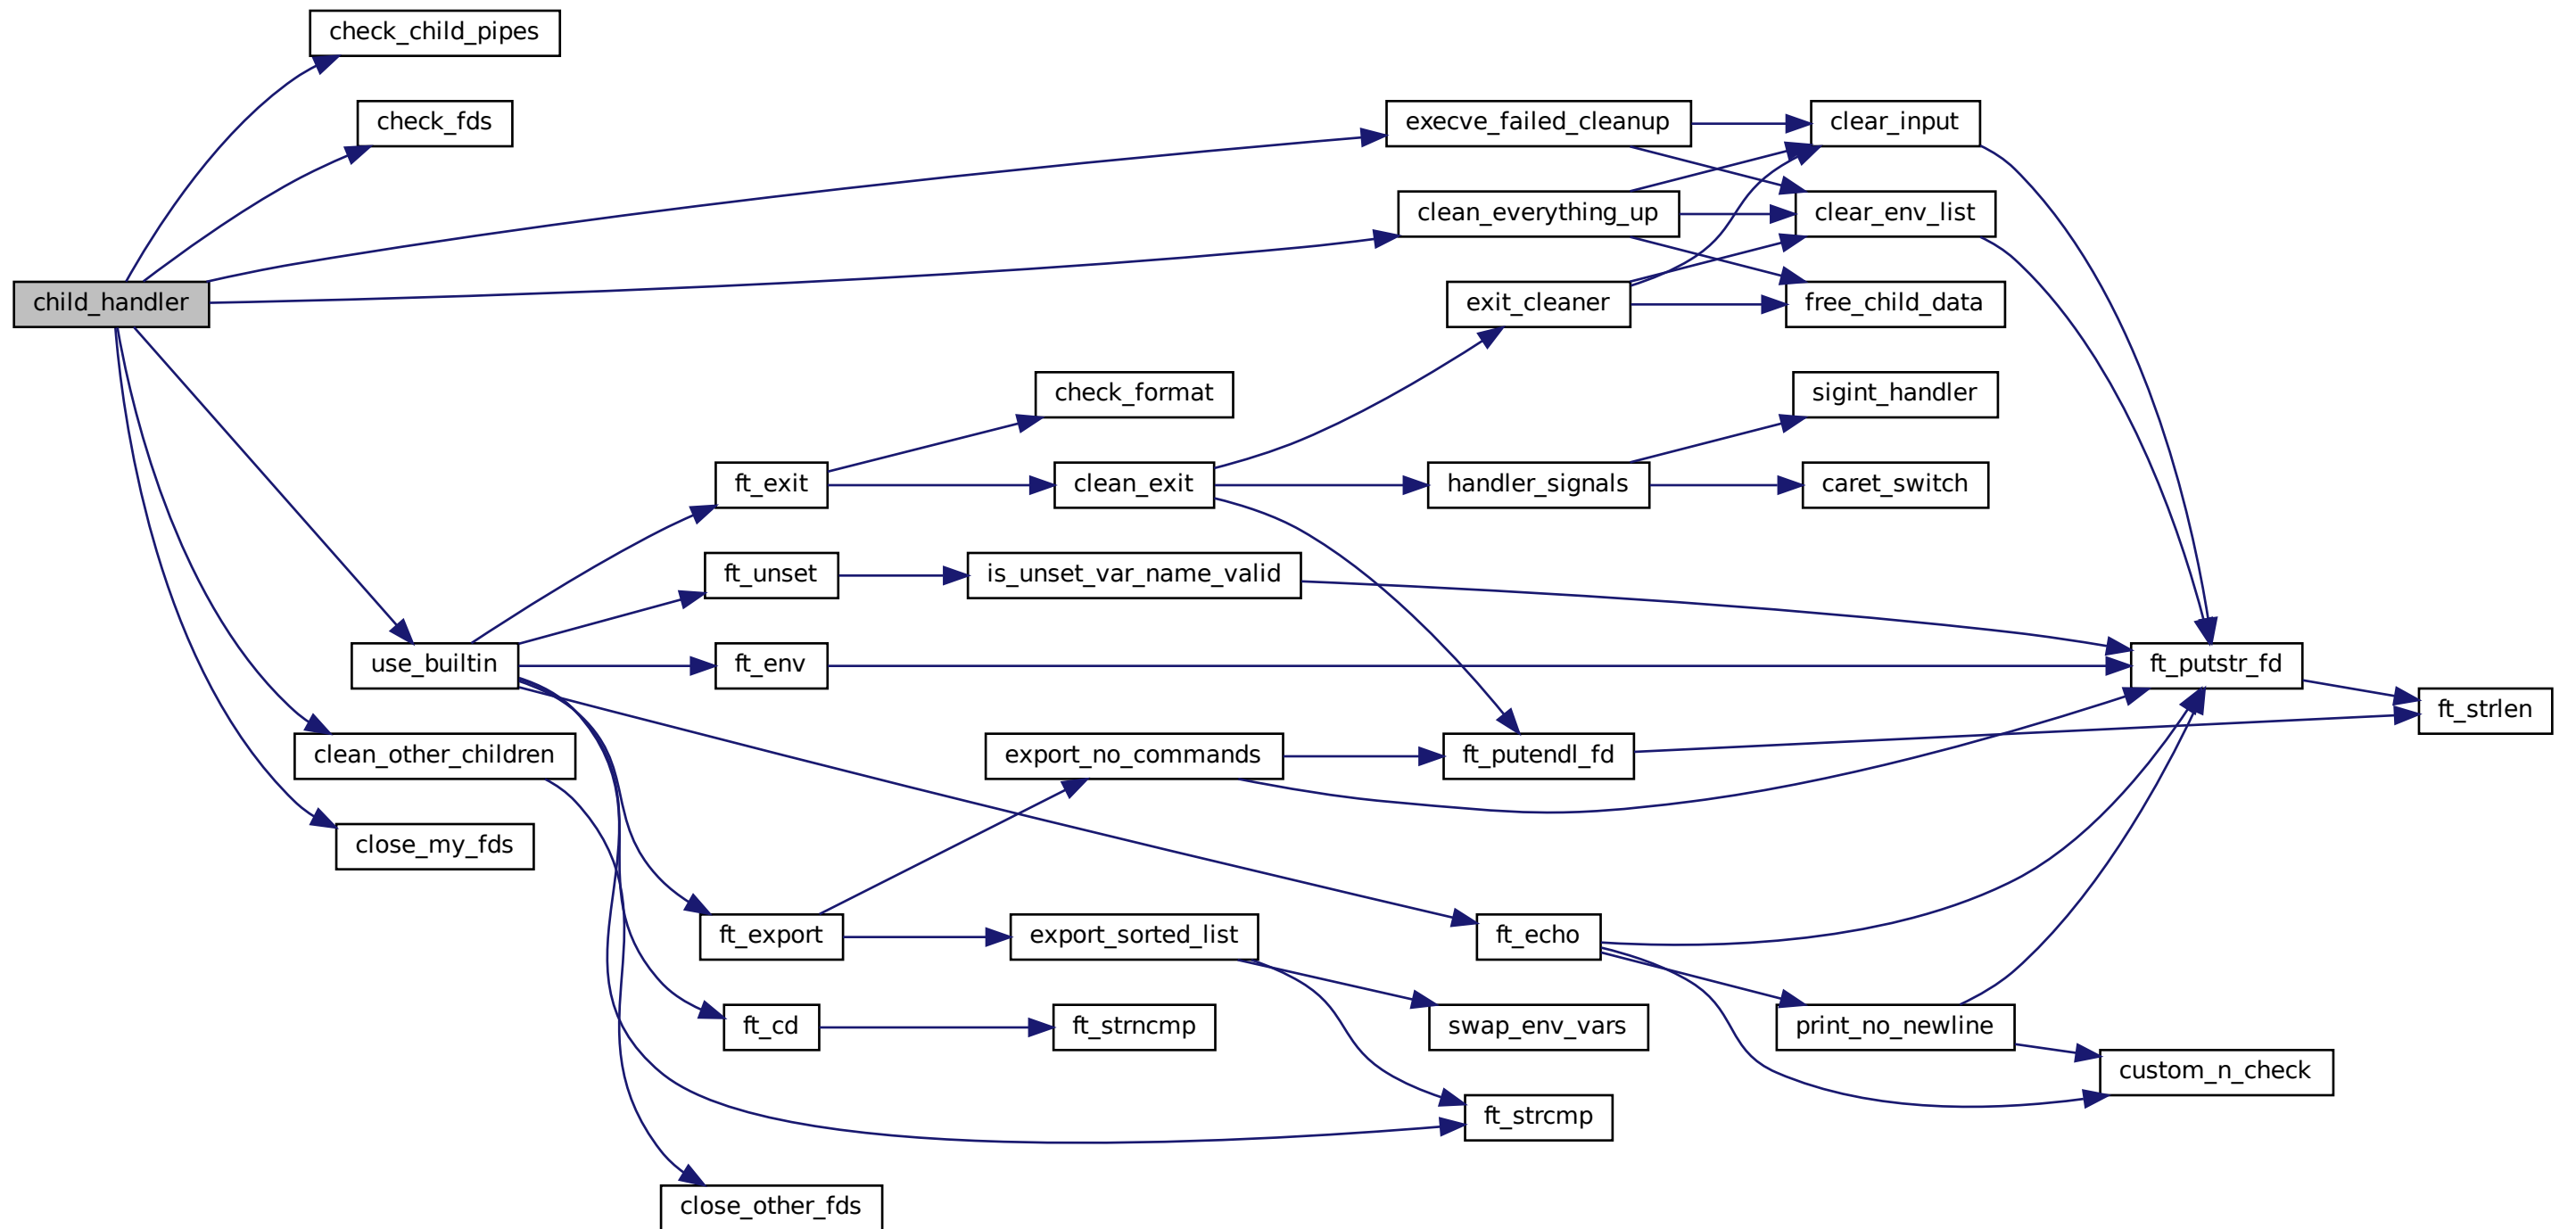 check_child_pipes
check_fds
execve_failed_cleanup
clear_input
clean_everything_up
clear_env_list
child_handler
exit_cleaner
free_child_data
check_format
sigint_handler
ft_exit
clean_exit
handler_signals
caret_switch
ft_unset
is_unset_var_name_valid
use_builtin
ft_env
ft_putstr_fd
ft_strlen
clean_other_children
export_no_commands
ft_putendl_fd
close_my_fds
ft_export
export_sorted_list
ft_echo
ft_cd
ft_strncmp
swap_env_vars
print_no_newline
custom_n_check
ft_strcmp
close_other_fds